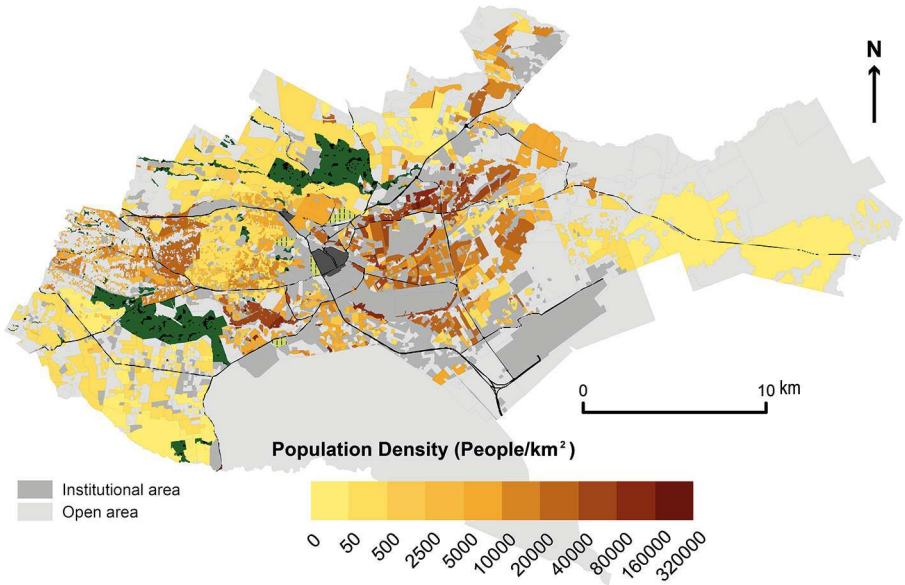 N
0
10 km
Population Density (People/km²)
Institutional area
Open area
0
50
500
2500
5000
10000
20000
40000
80000
160000
320000